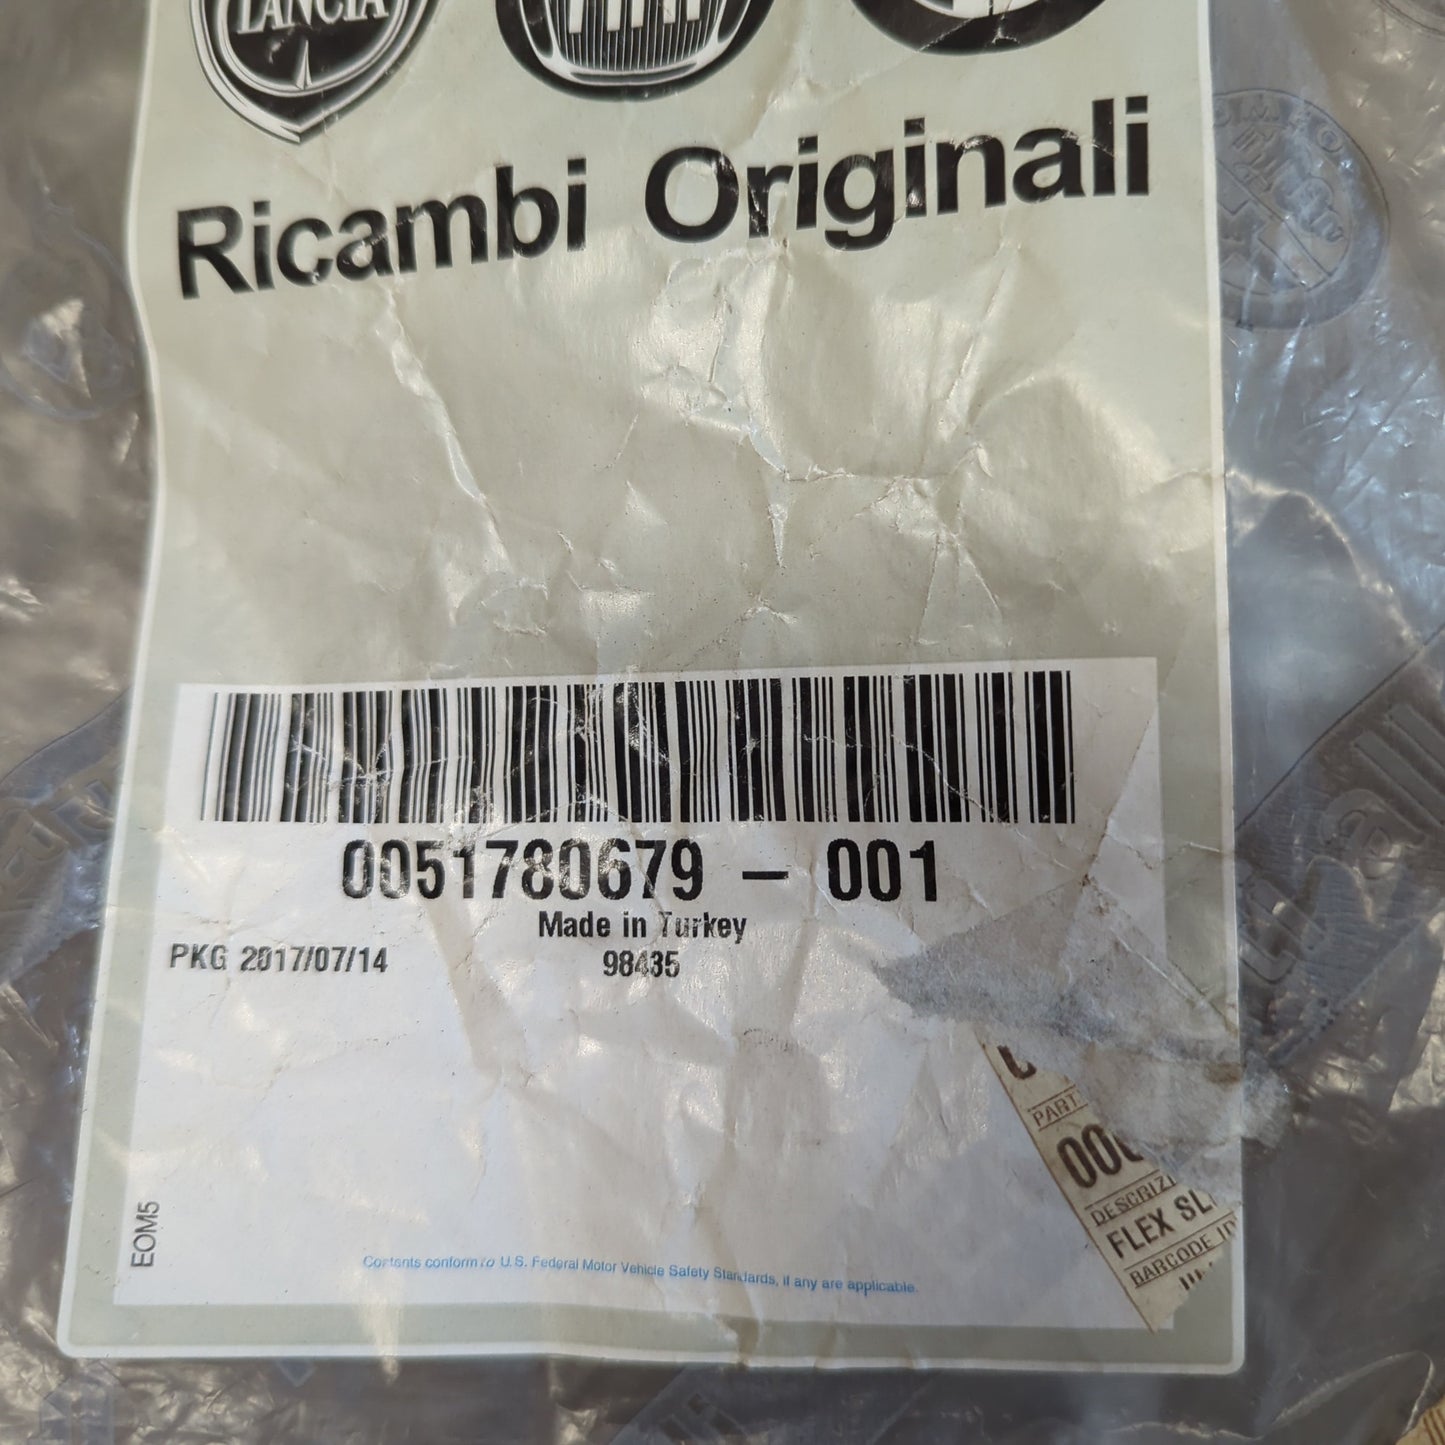 LANCIA
Ricambi Originali
0051780679 – 001
Made in Turkey
PKG 2017/07/14
98435
PART
DESCRIZI
FLEX
BARCODE
EOM5
Contents conform to U.S. Federal Motor Vehicle Safety Standards, if any are applicable.